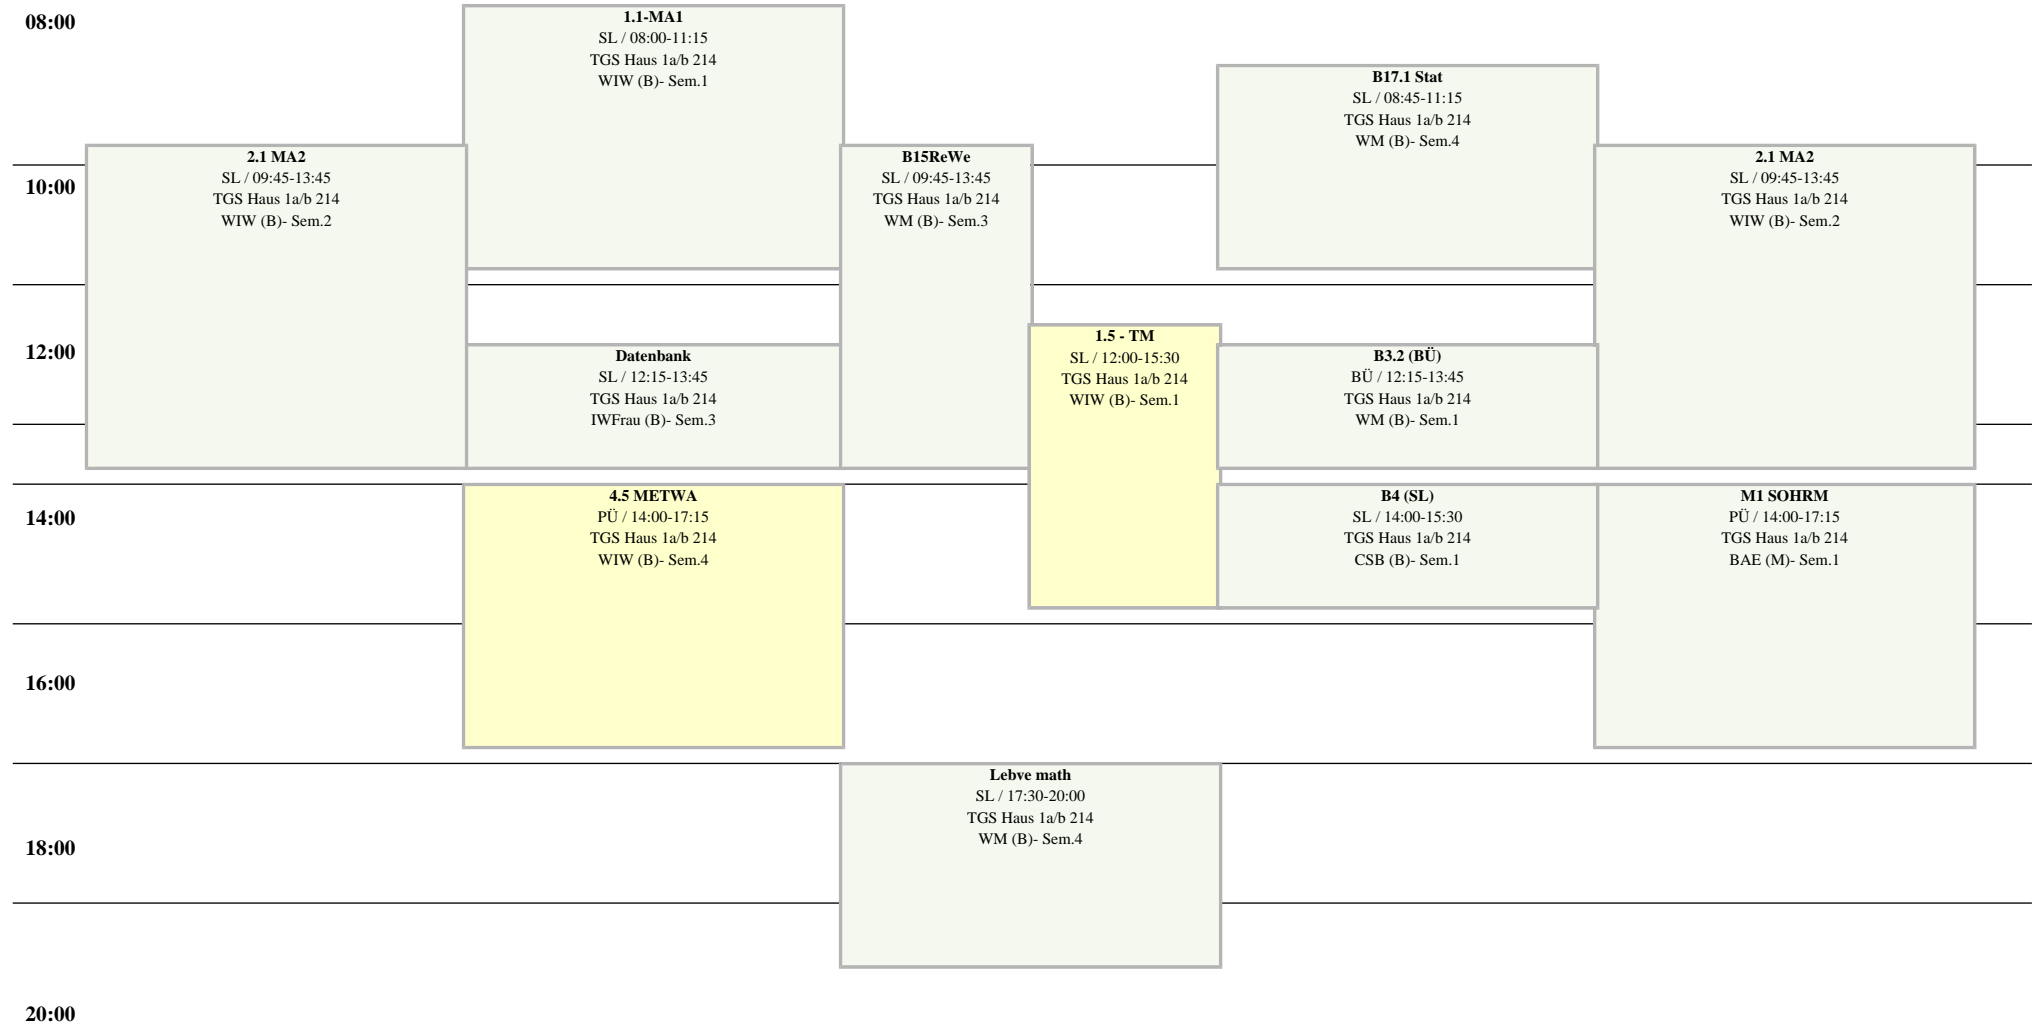 08:00
10:00
12:00
14:00
16:00
18:00
20:00
2.1 MA2
SL / 09:45-13:45
TGS Haus 1a/b 214
WIW (B)- Sem.2
1.1-MA1
SL / 08:00-11:15
TGS Haus 1a/b 214
WIW (B)- Sem.1
Datenbank
SL / 12:15-13:45
TGS Haus 1a/b 214
IWFrau (B)- Sem.3
4.5 METWA
PÜ / 14:00-17:15
TGS Haus 1a/b 214
WIW (B)- Sem.4
B15ReWe
SL / 09:45-13:45
TGS Haus 1a/b 214
WM (B)- Sem.3
1.5 - TM
SL / 12:00-15:30
TGS Haus 1a/b 214
WIW (B)- Sem.1
Lebve math
SL / 17:30-20:00
TGS Haus 1a/b 214
WM (B)- Sem.4
B17.1 Stat
SL / 08:45-11:15
TGS Haus 1a/b 214
WM (B)- Sem.4
B3.2 (BÜ)
BÜ / 12:15-13:45
TGS Haus 1a/b 214
WM (B)- Sem.1
B4 (SL)
SL / 14:00-15:30
TGS Haus 1a/b 214
CSB (B)- Sem.1
2.1 MA2
SL / 09:45-13:45
TGS Haus 1a/b 214
WIW (B)- Sem.2
M1 SOHRM
PÜ / 14:00-17:15
TGS Haus 1a/b 214
BAE (M)- Sem.1